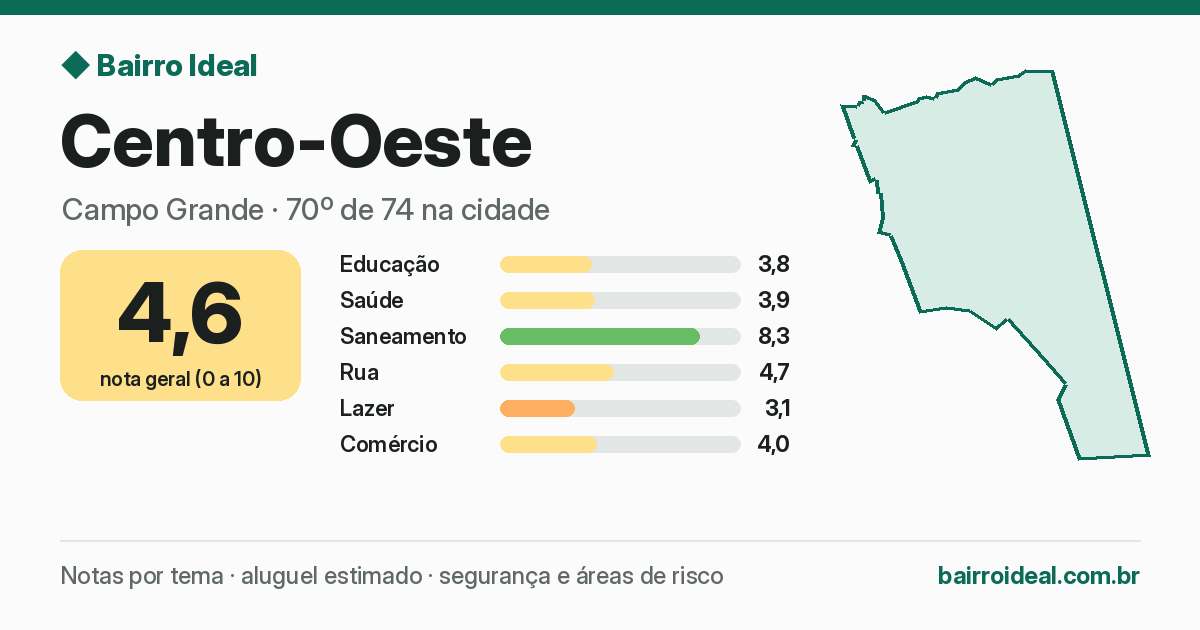 Bairro Ideal
Centro-Oeste
Campo Grande · 70º de 74 na cidade
4,6
nota geral (0 a 10)
Educação 3,8
Saúde 3,9
Saneamento 8,3
Rua 4,7
Lazer 3,1
Comércio 4,0
Notas por tema · aluguel estimado · segurança e áreas de risco
bairroideal.com.br